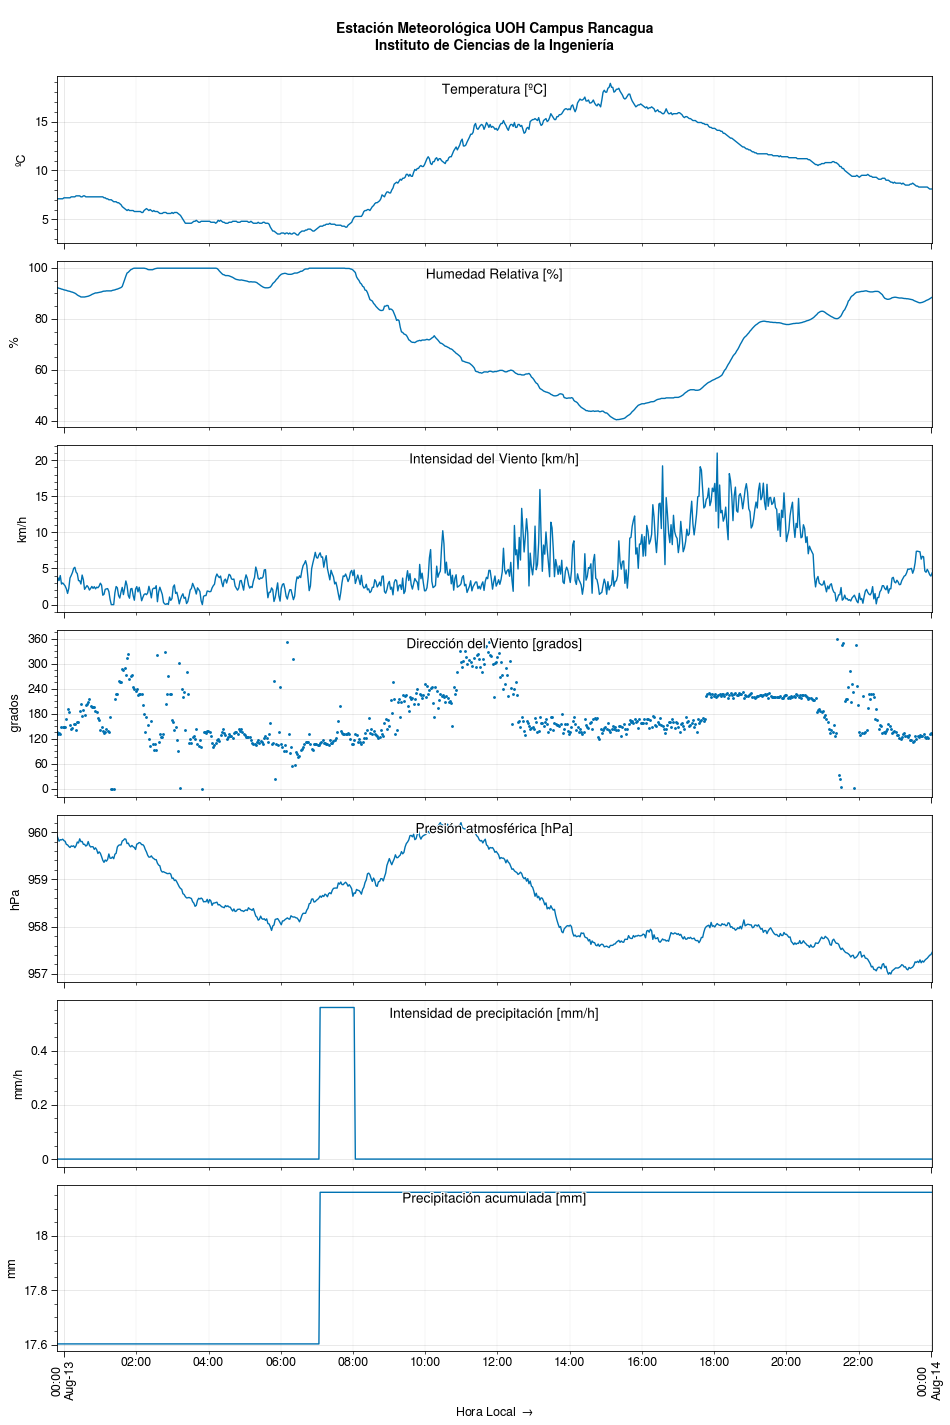 Estación Meteorológica UOH Campus Rancagua
Instituto de Ciencias de la Ingeniería
Temperatura [ºC]
ºC
15
10
5
Humedad Relativa [%]
%
100
80
60
40
Intensidad del Viento [km/h]
km/h
20
15
10
5
0
Dirección del Viento [grados]
grados
360
300
240
180
120
60
0
Presión atmosférica [hPa]
hPa
960
959
958
957
Intensidad de precipitación [mm/h]
mm/h
0.4
0.2
0
Precipitación acumulada [mm]
mm
18
17.8
17.6
00:00
Aug-13
02:00
04:00
06:00
08:00
10:00
12:00
14:00
16:00
18:00
20:00
22:00
00:00
Aug-14
Hora Local →